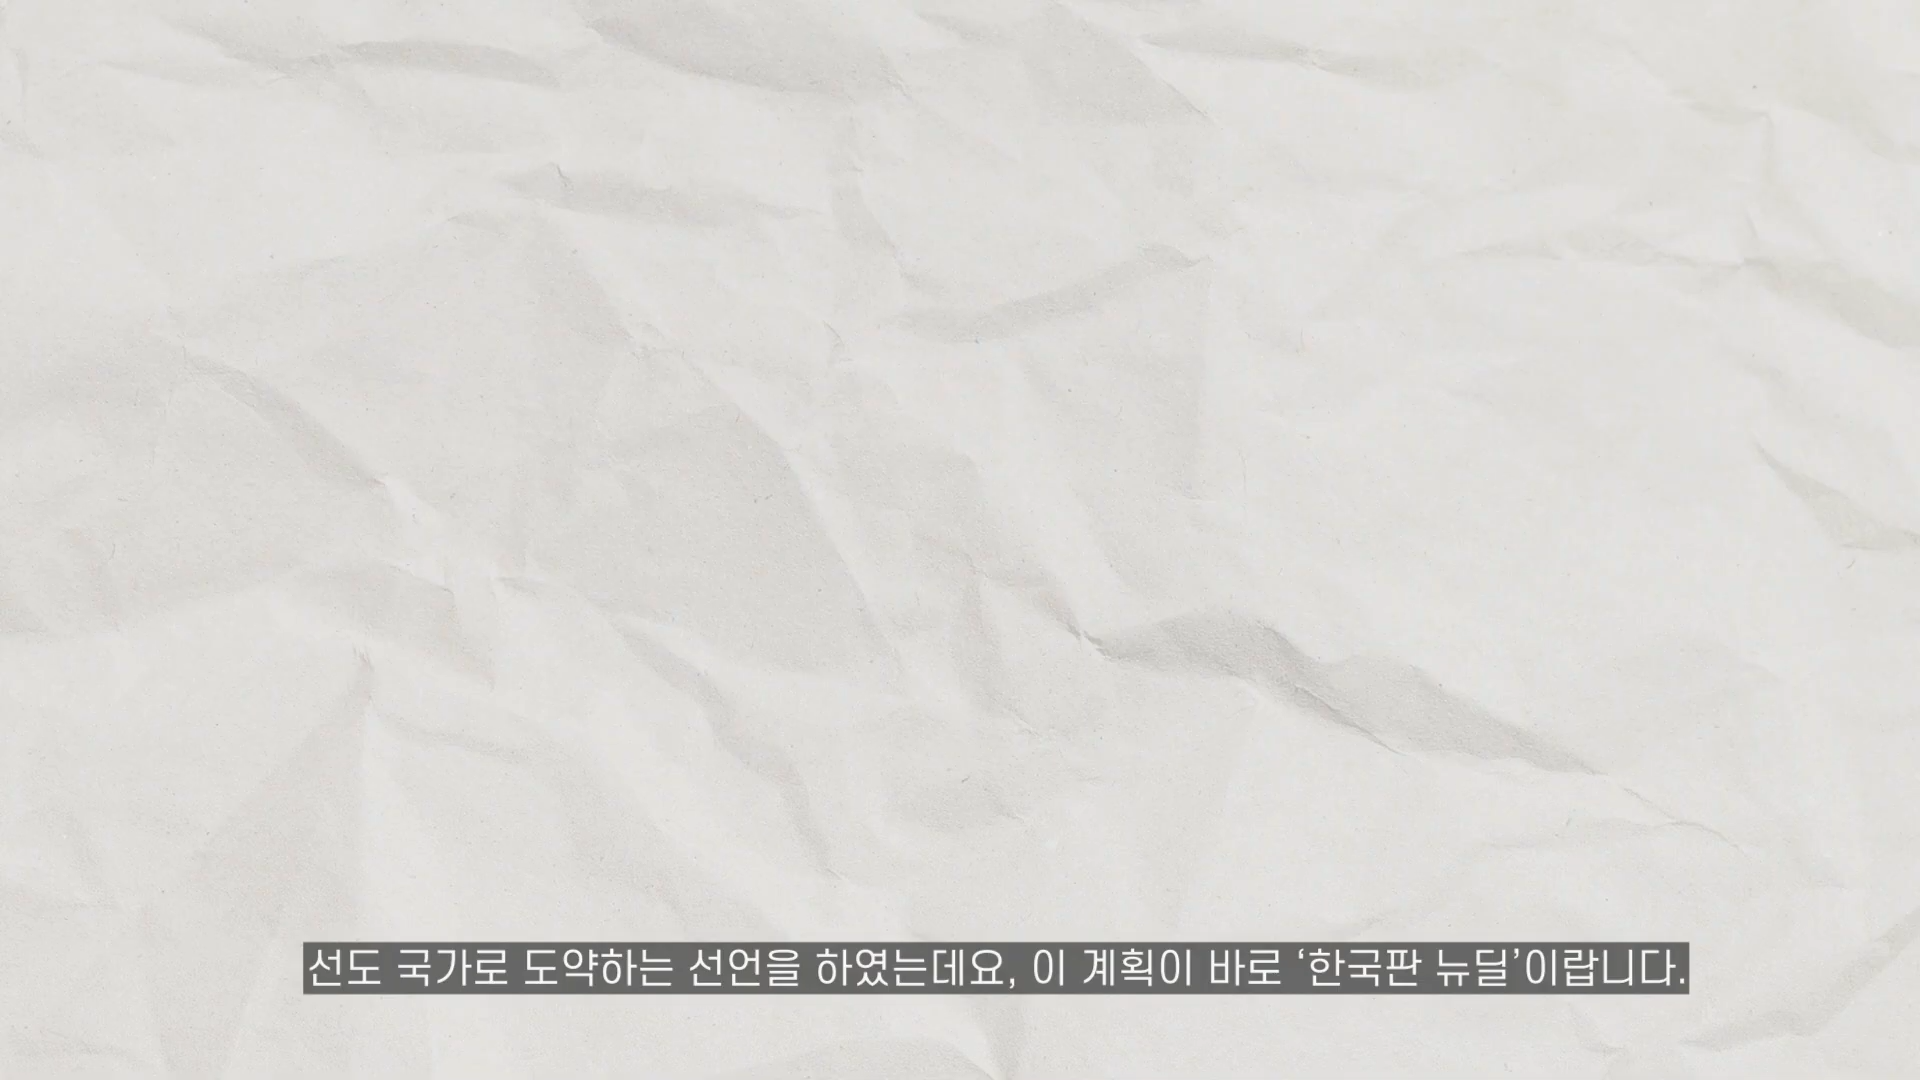 선도 국가로 도약하는 선언을 하였는데요, 이 계획이 바로 ‘한국판 뉴딜’이랍니다.